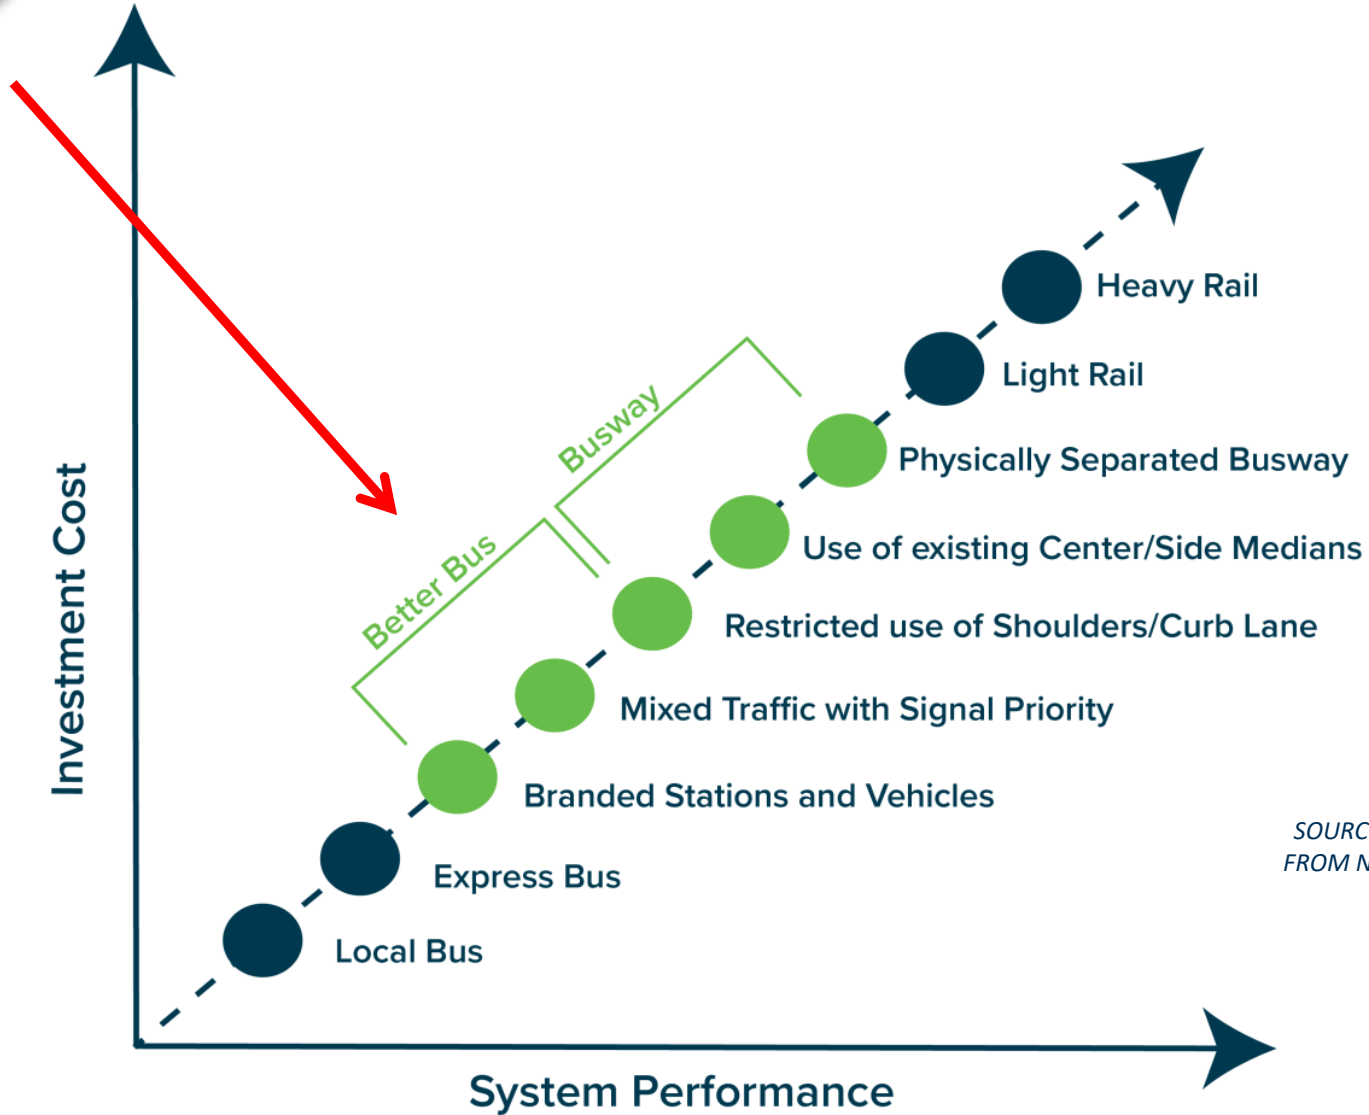 Investment Cost
Heavy Rail
Light Rail
Busway
Physically Separated Busway
Use of existing Center/Side Medians
Better Bus
Restricted use of Shoulders/Curb Lane
Mixed Traffic with Signal Priority
Branded Stations and Vehicles
Express Bus
Local Bus
FROM
System Performance